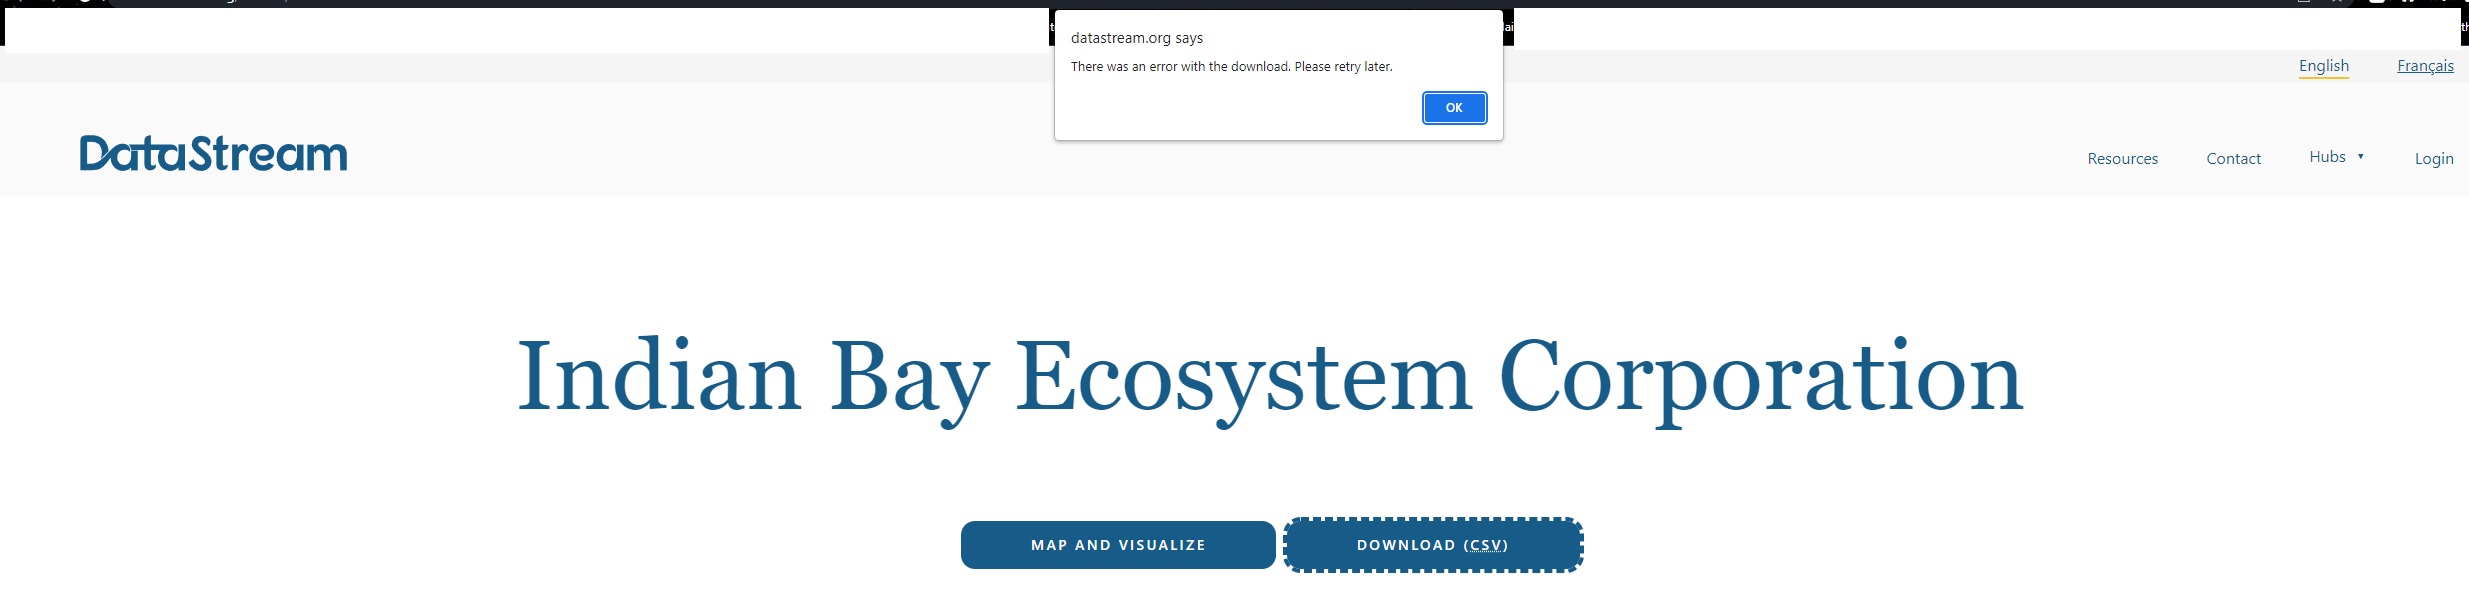 datastream.org says
There was an error with the download. Please retry later.
OK
English Français
DataStream
Resources Contact Hubs Login
Indian Bay Ecosystem Corporation
MAP AND VISUALIZE DOWNLOAD (CSV)